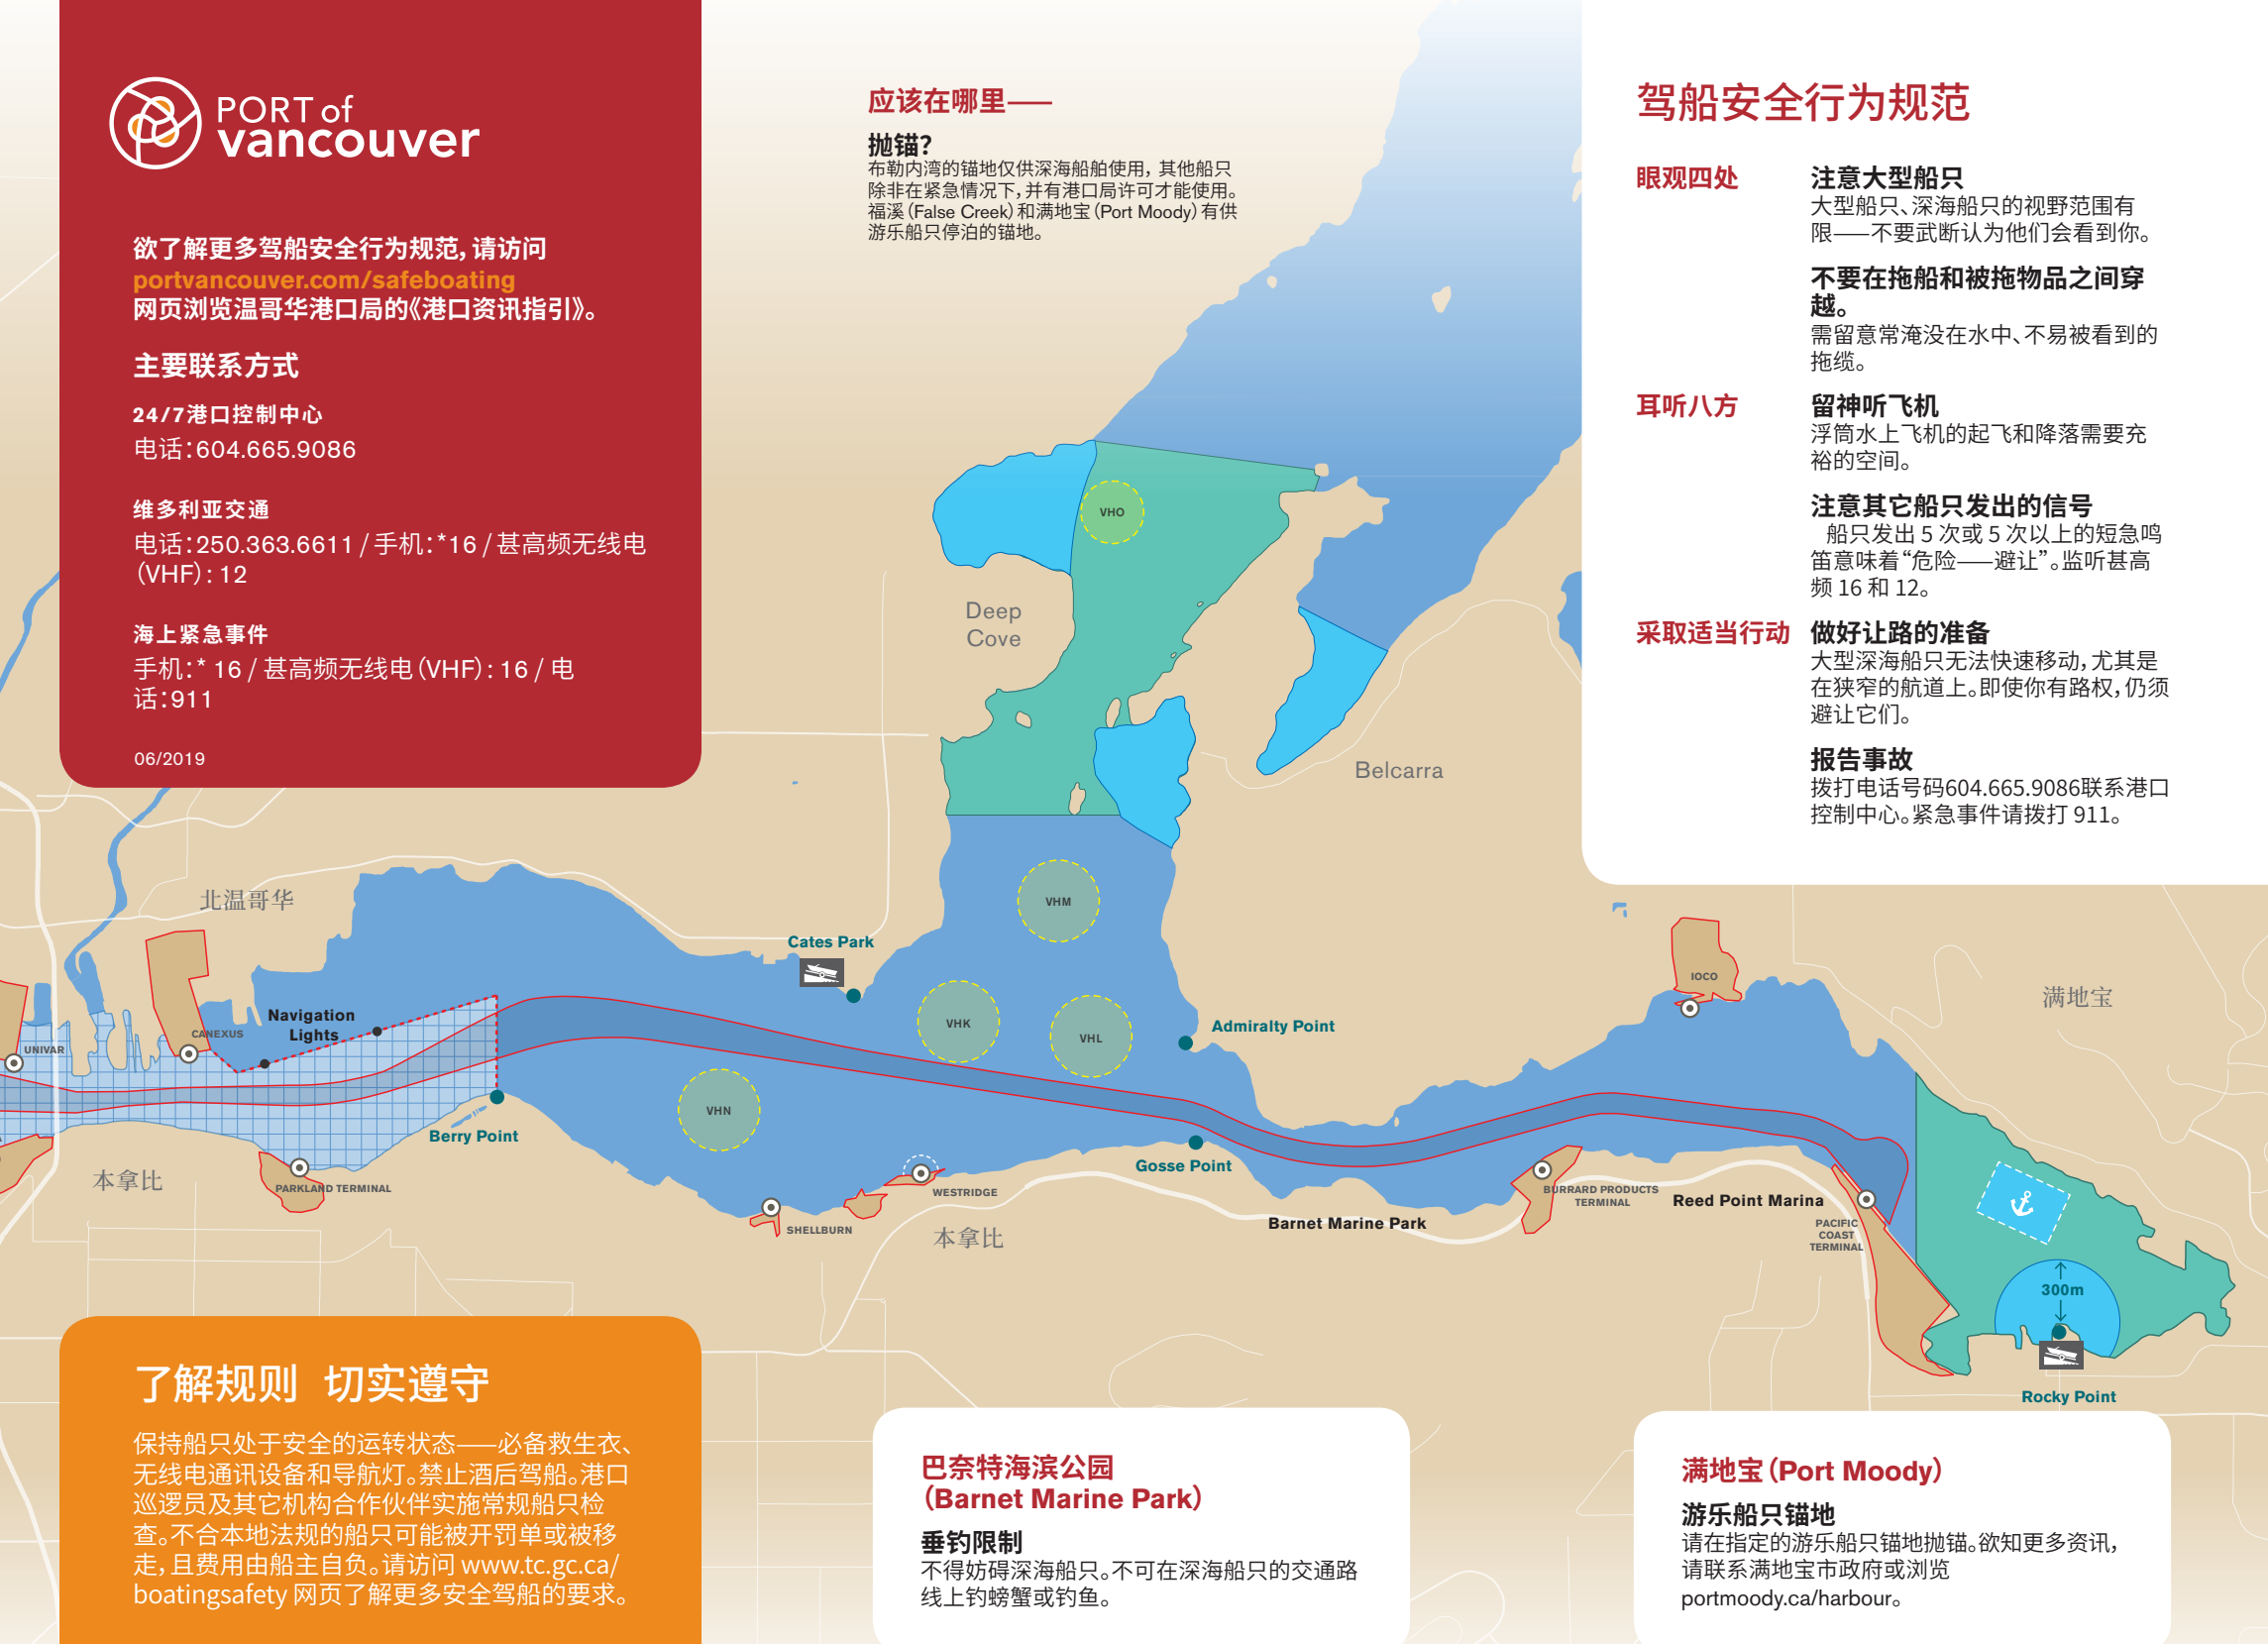 PORT of
vancouver
欲了解更多驾船安全行为规范，请访问
portvancouver.com/safeboating
网页浏览温哥华港口局的《港口资讯指引》。
主要联系方式
24/7港口控制中心
电话：604.665.9086
维多利亚交通
电话：250.363.6611 / 手机：*16 / 甚高频无线电
（VHF）: 12
海上紧急事件
手机：* 16 / 甚高频无线电（VHF）: 16 / 电
话：911
06/2019
应该在哪里——
抛锚？
布勒内湾的锚地仅供深海船舶使用，其他船只
除非在紧急情况下，并有港口局许可才能使用。
福溪（False Creek）和满地宝（Port Moody）有供
游乐船只停泊的锚地。
驾船安全行为规范
眼观四处
注意大型船只
大型船只、深海船只的视野范围有
限——不要武断认为他们会看到你。
不要在拖船和被拖物品之间穿
越。
需留意常淹没在水中、不易被看到的
拖缆。
耳听八方
留神听飞机
浮筒水上飞机的起飞和降落需要充
裕的空间。
注意其它船只发出的信号
船只发出 5 次或 5 次以上的短急鸣
笛意味着“危险——避让”。监听甚高
频 16 和 12。
采取适当行动
做好让路的准备
大型深海船只无法快速移动，尤其是
在狭窄的航道上。即使你有路权，仍须
避让它们。
报告事故
拨打电话号码604.665.9086联系港口
控制中心。紧急事件请拨打 911。
VHO
Deep
Cove
Belcarra
北温哥华
VHM
Cates Park
IOCO
满地宝
Navigation
Lights
CANEXUS
UNIVAR
VHK
VHL
Admiralty Point
VHN
Berry Point
Gosse Point
本拿比
PARKLAND TERMINAL
WESTRIDGE
SHELLBURN
本拿比
Barnet Marine Park
BURRARD PRODUCTS
TERMINAL
Reed Point Marina
PACIFIC
COAST
TERMINAL
300m
Rocky Point
了解规则 切实遵守
保持船只处于安全的运转状态——必备救生衣、
无线电通讯设备和导航灯。禁止酒后驾船。港口
巡逻员及其它机构合作伙伴实施常规船只检
查。不合本地法规的船只可能被开罚单或被移
走，且费用由船主自负。请访问 www.tc.gc.ca/
boatingsafety 网页了解更多安全驾船的要求。
巴奈特海滨公园
（Barnet Marine Park）
垂钓限制
不得妨碍深海船只。不可在深海船只的交通路
线上钓螃蟹或钓鱼。
满地宝（Port Moody）
游乐船只锚地
请在指定的游乐船只锚地抛锚。欲知更多资讯，
请联系满地宝市政府或浏览
portmoody.ca/harbour。